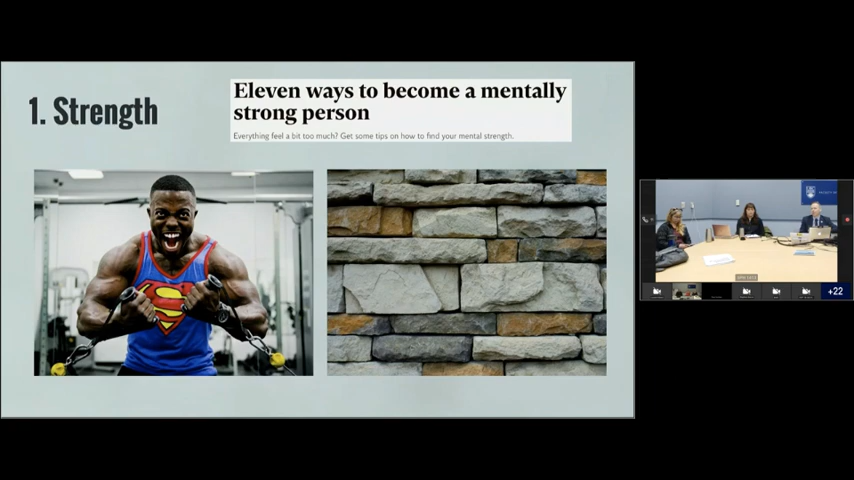 1. Strength
Eleven ways to become a mentally
strong person
Everything feel a bit too much? Get some tips on how to find your mental strength.
+22